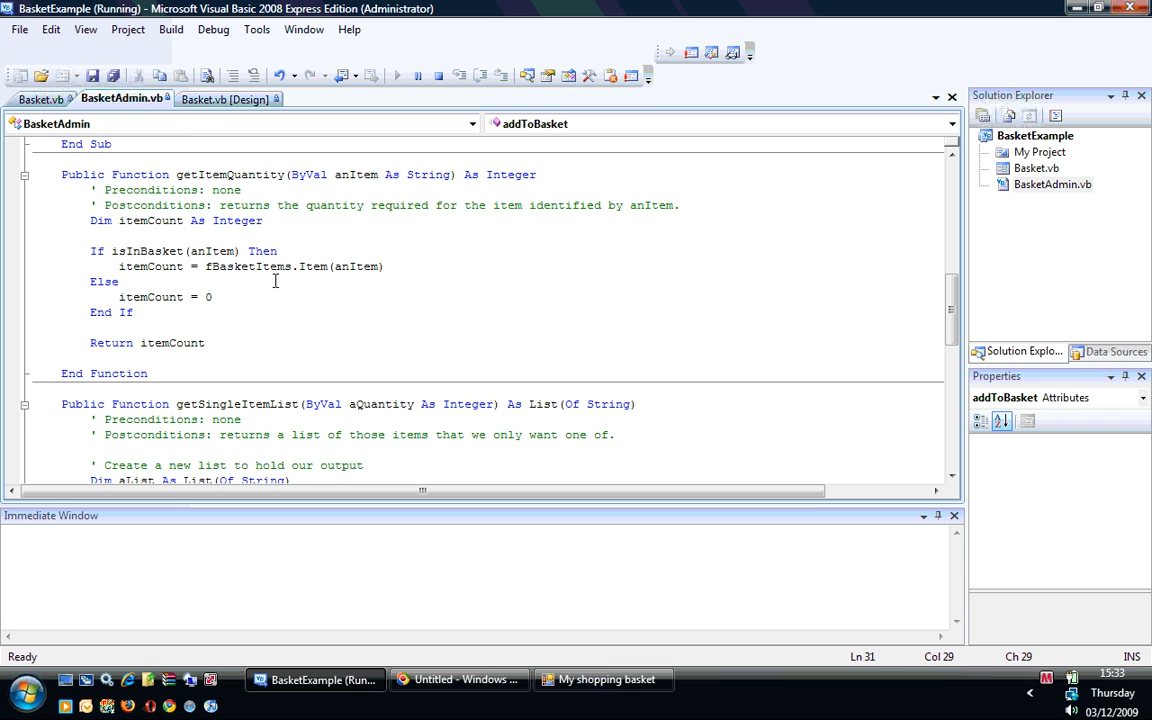 BasketExample (Running) - Microsoft Visual Basic 2008 Express Edition (Administrator)
File Edit View Project Build Debug Tools Window Help
Basket.vb BasketAdmin.vb Basket.vb [Design]
BasketAdmin addToBasket
End Sub
Public Function getItemQuantity(ByVal anItem As String) As Integer
' Preconditions: none
' Postconditions: returns the quantity required for the item identified by anItem.
Dim itemCount As Integer
If isInBasket(anItem) Then
itemCount = fBasketItems.Item(anItem)
Else
itemCount = 0
End If
Return itemCount
End Function
Public Function getSingleItemList(ByVal aQuantity As Integer) As List(Of String)
' Preconditions: none
' Postconditions: returns a list of those items that we only want one of.
' Create a new list to hold our output
Dim aList As List(Of String)
Solution Explorer
BasketExample
My Project
Basket.vb
BasketAdmin.vb
Solution Explo... Data Sources
Properties
addToBasket Attributes
Immediate Window
Ready Ln 31 Col 29 Ch 29 INS
BasketExample (Run... Untitled - Windows ... My shopping basket
15:33
Thursday
03/12/2009